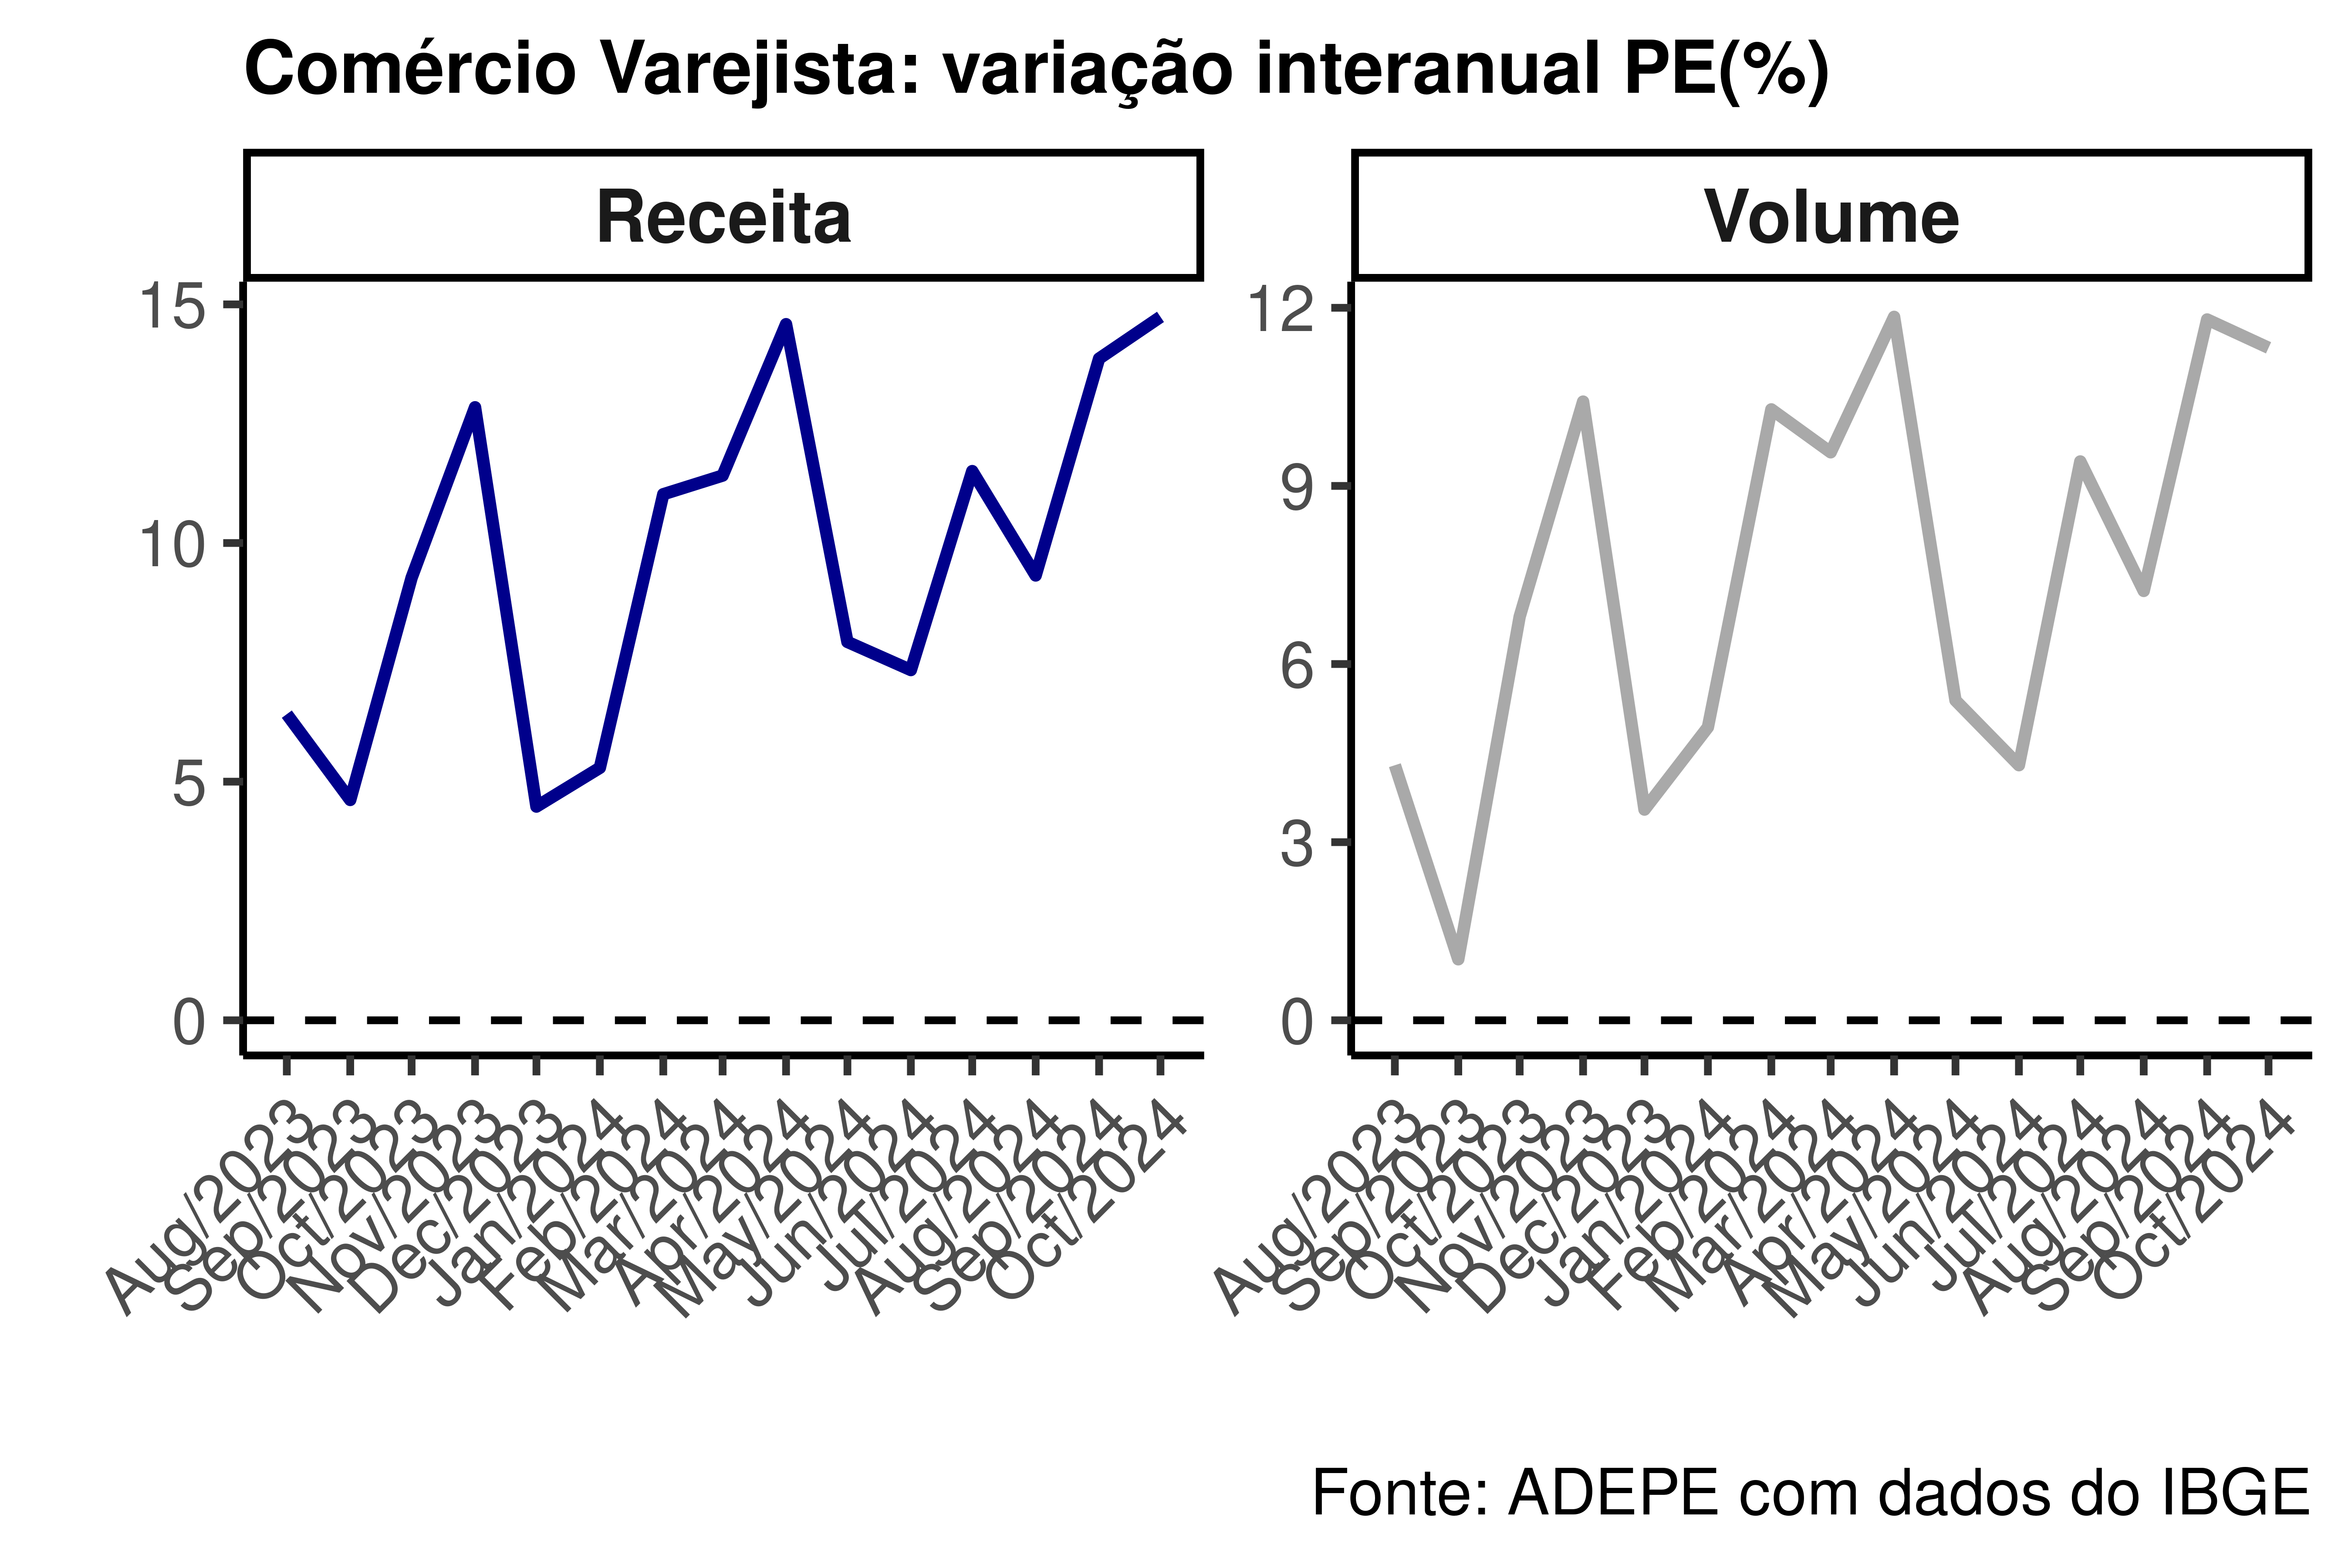 Comércio Varejista: variação interanual PE(%)
Receita
Volume
15
10
5
0
12
9
6
3
0
Aug/2023
Sep/2023
Oct/2023
Nov/2023
Dec/2023
Jan/2024
Feb/2024
Mar/2024
Apr/2024
May/2024
Jun/2024
Jul/2024
Aug/2024
Sep/2024
Oct/2024
Aug/2023
Sep/2023
Oct/2023
Nov/2023
Dec/2023
Jan/2024
Feb/2024
Mar/2024
Apr/2024
May/2024
Jun/2024
Jul/2024
Aug/2024
Sep/2024
Oct/2024
Fonte: ADEPE com dados do IBGE